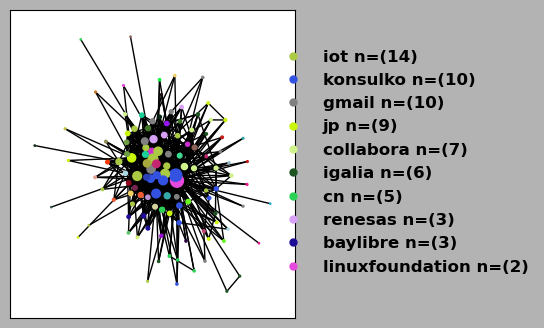 iot n=(14)
konsulko n=(10)
gmail n=(10)
jp n=(9)
collabora n=(7)
igalia n=(6)
cn n=(5)
renesas n=(3)
baylibre n=(3)
linuxfoundation n=(2)